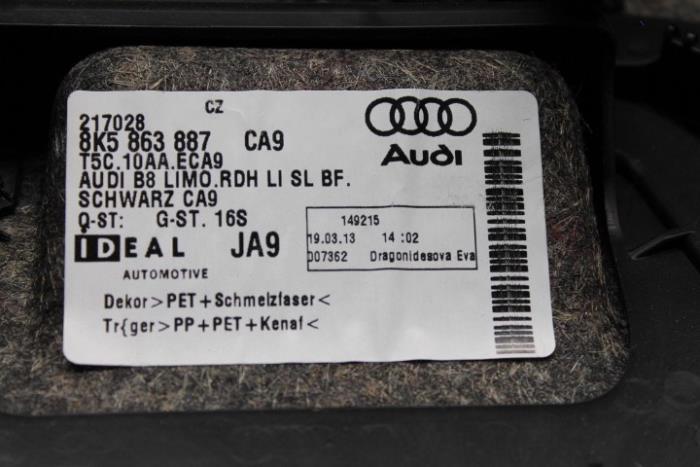 CZ
217028
8K5 863 887 CA9
T5C.10AA.ECA9
AUDI B8 LIMO.RDH LI SL BF.
SCHWARZ CA9
Q-ST: G-ST. 16S
IDEAL JA9
AUTOMOTIVE
Audi
149215
19.03.13 14:02
D07362 Dragonidesova Eva
Dekor>PET+Schmelzfaser<
Tr{ger>PP+PET+Kenaf<